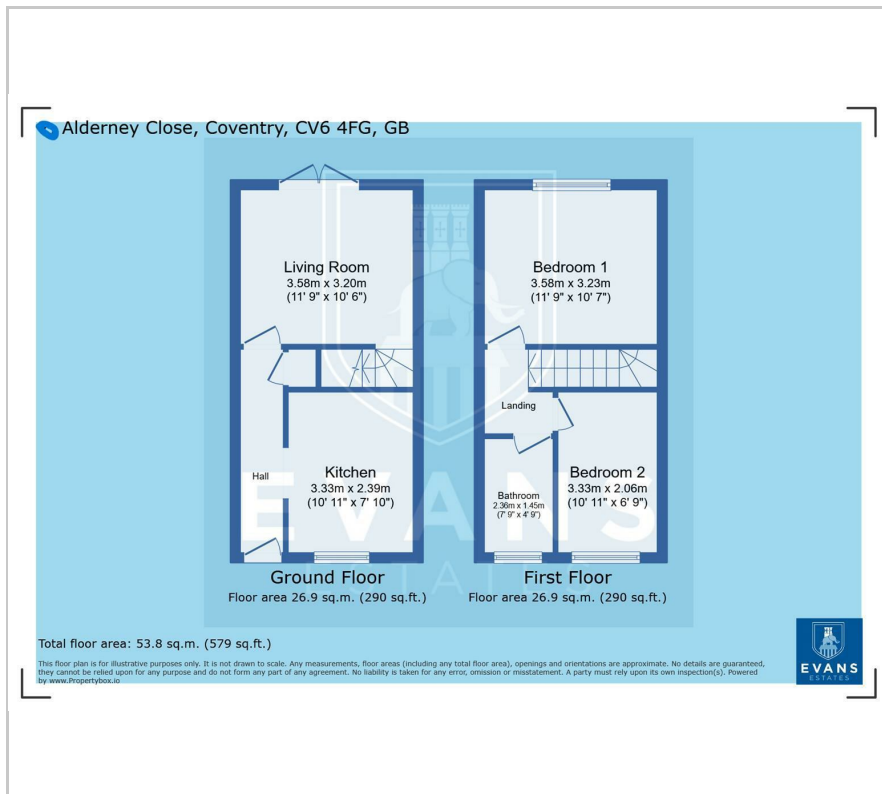 Alderney Close, Coventry, CV6 4FG, GB
Living Room
3.58m x 3.20m
(11' 9" x 10' 6")
Bedroom 1
3.58m x 3.23m
(11' 9" x 10' 7")
Landing
Hall
Kitchen
3.33m x 2.39m
(10' 11" x 7' 10")
Bathroom
2.36m x 1.45m
(7' 9" x 4' 9")
Bedroom 2
3.33m x 2.06m
(10' 11" x 6' 9")
EVANS
ESTATES
Ground Floor
Floor area 26.9 sq.m. (290 sq.ft.)
First Floor
Floor area 26.9 sq.m. (290 sq.ft.)
Total floor area: 53.8 sq.m. (579 sq.ft.)
This floor plan is for illustrative purposes only. It is not drawn to scale. Any measurements, floor areas (including any total floor area), openings and orientations are approximate. No details are guaranteed,
they cannot be relied upon for any purpose and do not form any part of any agreement. No liability is taken for any error, omission or misstatement. A party must rely upon its own inspection(s). Powered
by www.Propertybox.io
EVANS
ESTATES